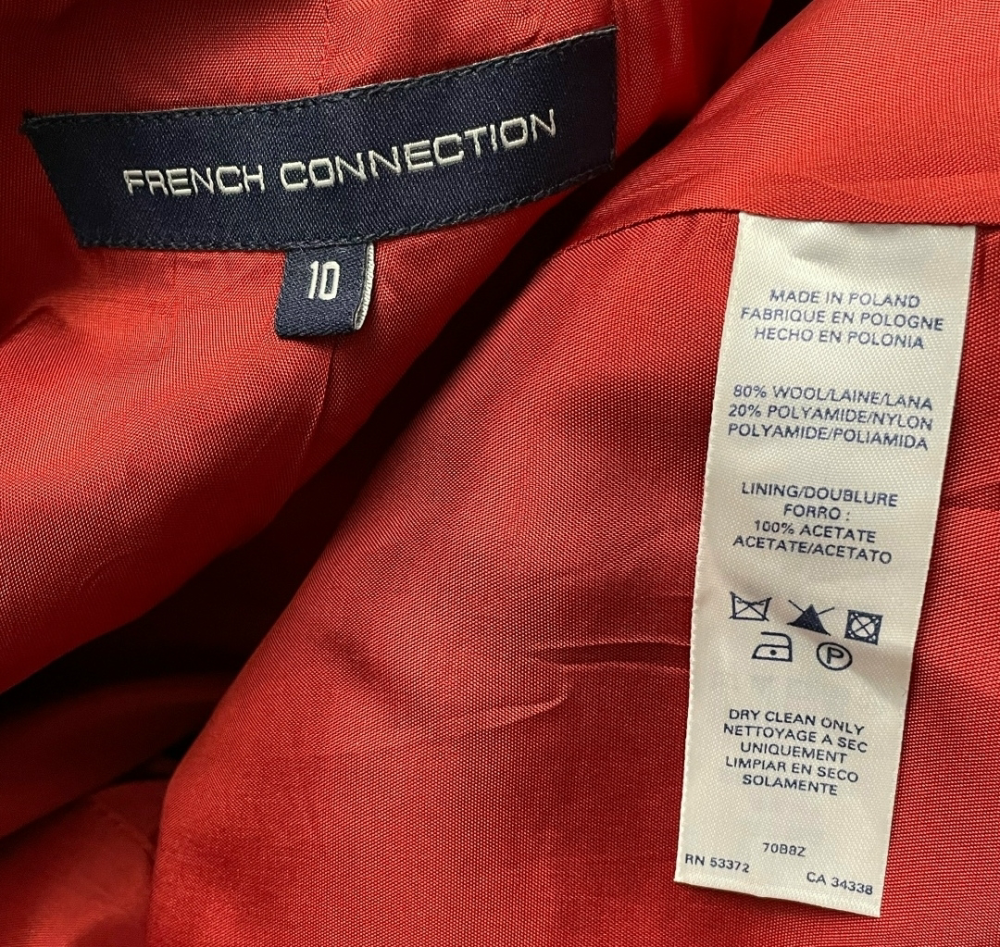 FRENCH CONNECTION
10
MADE IN POLAND
FABRIQUE EN POLOGNE
HECHO EN POLONIA
80% WOOL/LAINE/LANA
20% POLYAMIDE/NYLON
POLYAMIDE/POLIAMIDA
LINING/DOUBLURE
FORRO :
100% ACETATE
ACETATE/ACETATO
P
DRY CLEAN ONLY
NETTOYAGE A SEC
UNIQUEMENT
LIMPIAR EN SECO
SOLAMENTE
70B8Z
RN 53372 CA 34338